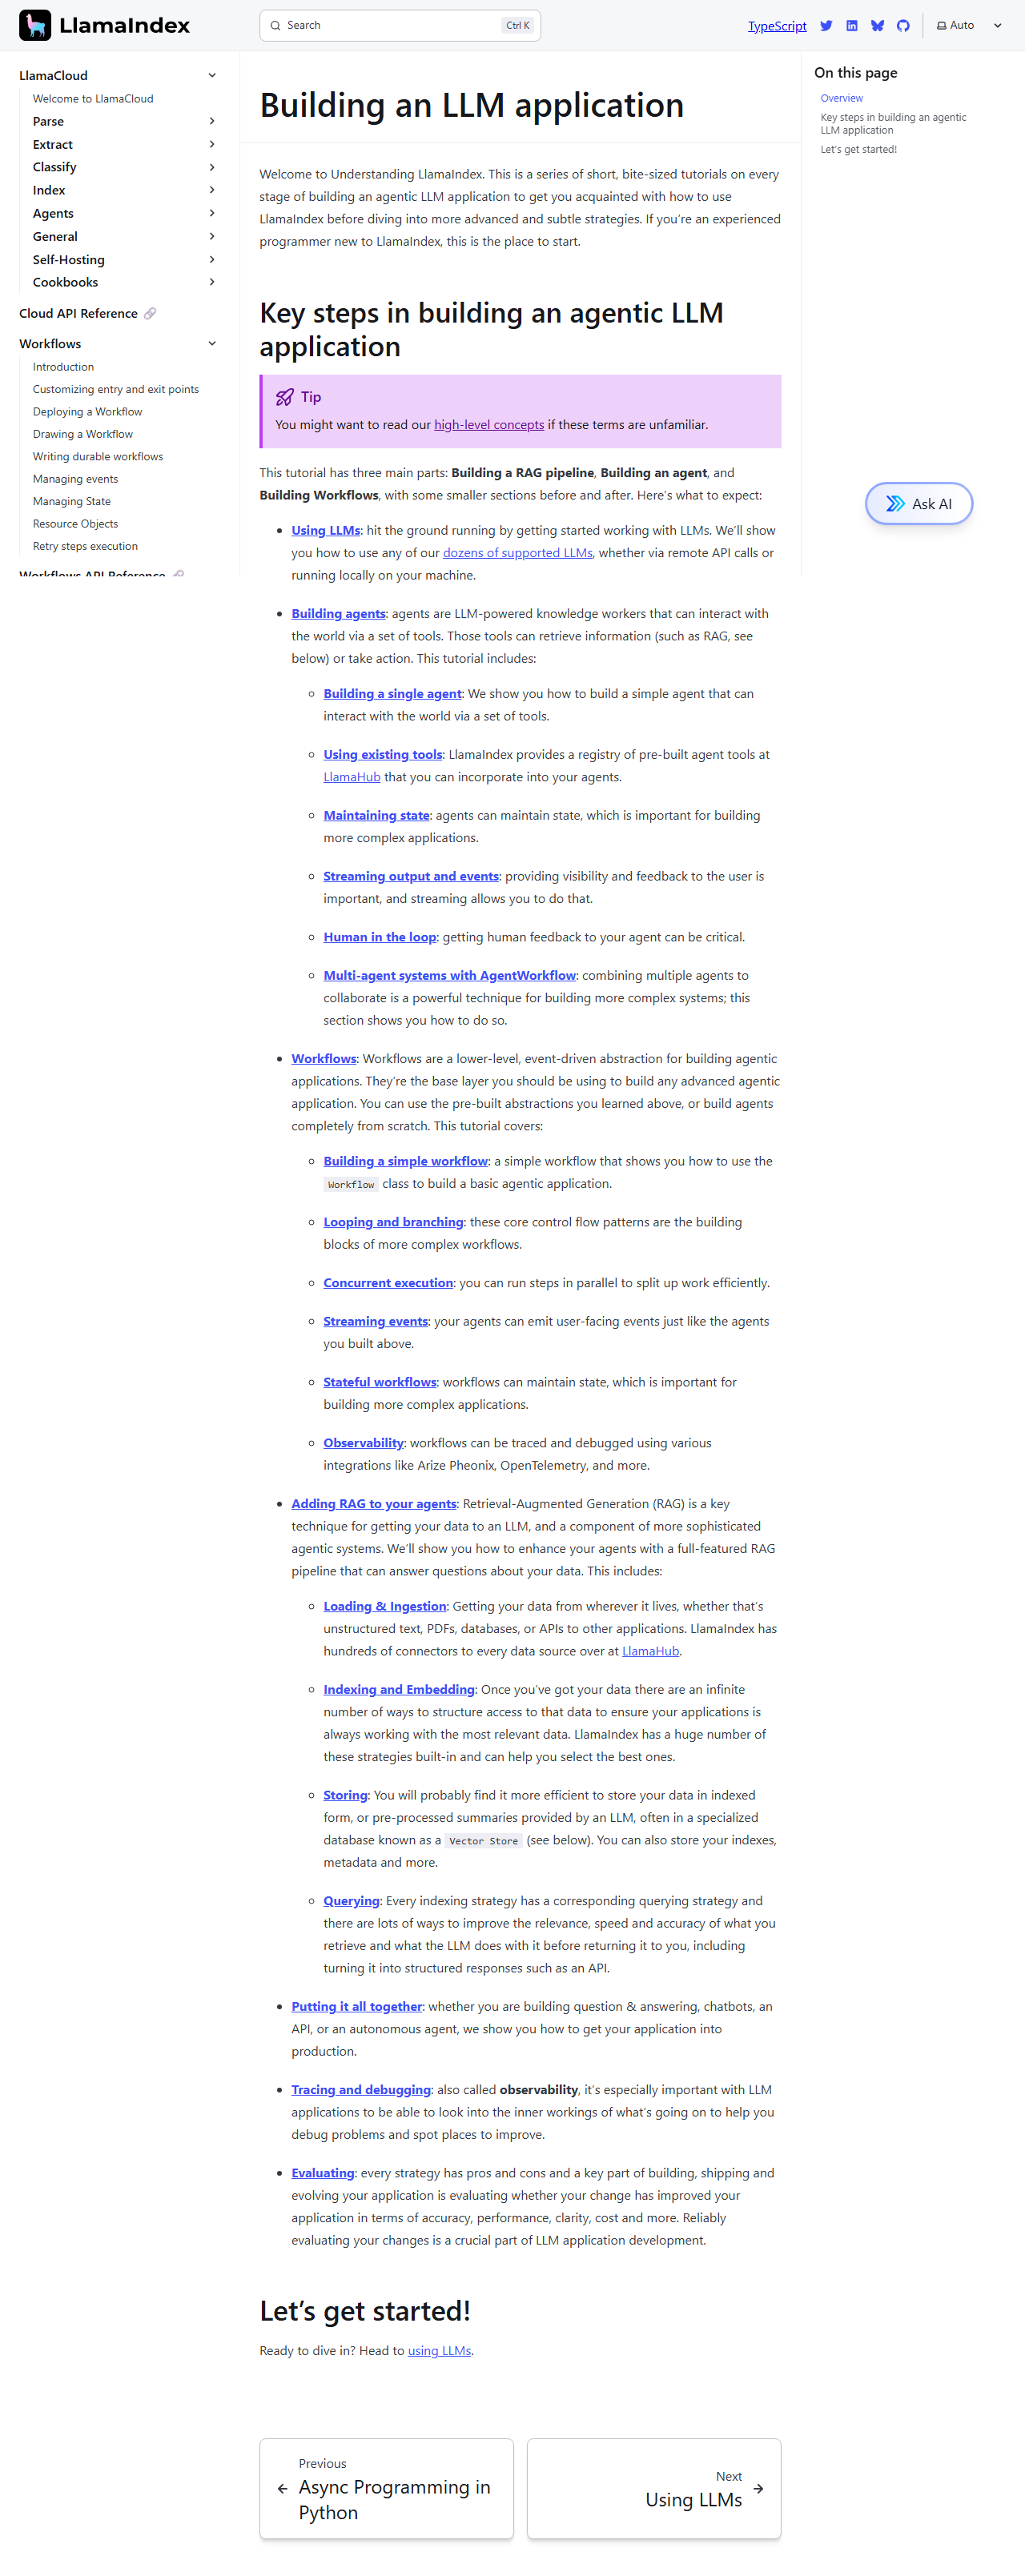 LlamaIndex
Search
Ctrl K
TypeScript
Auto
LlamaCloud
Welcome to LlamaCloud
Parse
Extract
Classify
Index
Agents
General
Self-Hosting
Cookbooks
Cloud API Reference
Workflows
Introduction
Customizing entry and exit points
Deploying a Workflow
Drawing a Workflow
Writing durable workflows
Managing events
Managing State
Resource Objects
Retry steps execution
Workflows API Reference
Building an LLM application
Welcome to Understanding LlamaIndex. This is a series of short, bite-sized tutorials on every
stage of building an agentic LLM application to get you acquainted with how to use
LlamaIndex before diving into more advanced and subtle strategies. If you’re an experienced
programmer new to LlamaIndex, this is the place to start.
Key steps in building an agentic LLM
application
Tip
You might want to read our high-level concepts if these terms are unfamiliar.
This tutorial has three main parts: Building a RAG pipeline, Building an agent, and
Building Workflows, with some smaller sections before and after. Here’s what to expect:
Using LLMs: hit the ground running by getting started working with LLMs. We’ll show
you how to use any of our dozens of supported LLMs, whether via remote API calls or
running locally on your machine.
Building agents: agents are LLM-powered knowledge workers that can interact with
the world via a set of tools. Those tools can retrieve information (such as RAG, see
below) or take action. This tutorial includes:
Building a single agent: We show you how to build a simple agent that can
interact with the world via a set of tools.
Using existing tools: LlamaIndex provides a registry of pre-built agent tools at
LlamaHub that you can incorporate into your agents.
Maintaining state: agents can maintain state, which is important for building
more complex applications.
Streaming output and events: providing visibility and feedback to the user is
important, and streaming allows you to do that.
Human in the loop: getting human feedback to your agent can be critical.
Multi-agent systems with AgentWorkflow: combining multiple agents to
collaborate is a powerful technique for building more complex systems; this
section shows you how to do so.
Workflows: Workflows are a lower-level, event-driven abstraction for building agentic
applications. They’re the base layer you should be using to build any advanced agentic
application. You can use the pre-built abstractions you learned above, or build agents
completely from scratch. This tutorial covers:
Building a simple workflow: a simple workflow that shows you how to use the
Workflow class to build a basic agentic application.
Looping and branching: these core control flow patterns are the building
blocks of more complex workflows.
Concurrent execution: you can run steps in parallel to split up work efficiently.
Streaming events: your agents can emit user-facing events just like the agents
you built above.
Stateful workflows: workflows can maintain state, which is important for
building more complex applications.
Observability: workflows can be traced and debugged using various
integrations like Arize Pheonix, OpenTelemetry, and more.
Adding RAG to your agents: Retrieval-Augmented Generation (RAG) is a key
technique for getting your data to an LLM, and a component of more sophisticated
agentic systems. We’ll show you how to enhance your agents with a full-featured RAG
pipeline that can answer questions about your data. This includes:
Loading & Ingestion: Getting your data from wherever it lives, whether that’s
unstructured text, PDFs, databases, or APIs to other applications. LlamaIndex has
hundreds of connectors to every data source over at LlamaHub.
Indexing and Embedding: Once you’ve got your data there are an infinite
number of ways to structure access to that data to ensure your applications is
always working with the most relevant data. LlamaIndex has a huge number of
these strategies built-in and can help you select the best ones.
Storing: You will probably find it more efficient to store your data in indexed
form, or pre-processed summaries provided by an LLM, often in a specialized
database known as a Vector Store (see below). You can also store your indexes,
metadata and more.
Querying: Every indexing strategy has a corresponding querying strategy and
there are lots of ways to improve the relevance, speed and accuracy of what you
retrieve and what the LLM does with it before returning it to you, including
turning it into structured responses such as an API.
Putting it all together: whether you are building question & answering, chatbots, an
API, or an autonomous agent, we show you how to get your application into
production.
Tracing and debugging: also called observability, it’s especially important with LLM
applications to be able to look into the inner workings of what’s going on to help you
debug problems and spot places to improve.
Evaluating: every strategy has pros and cons and a key part of building, shipping and
evolving your application is evaluating whether your change has improved your
application in terms of accuracy, performance, clarity, cost and more. Reliably
evaluating your changes is a crucial part of LLM application development.
Let’s get started!
Ready to dive in? Head to using LLMs.
Previous
Async Programming in
Python
Next
Using LLMs
On this page
Overview
Key steps in building an agentic
LLM application
Let’s get started!
Ask AI